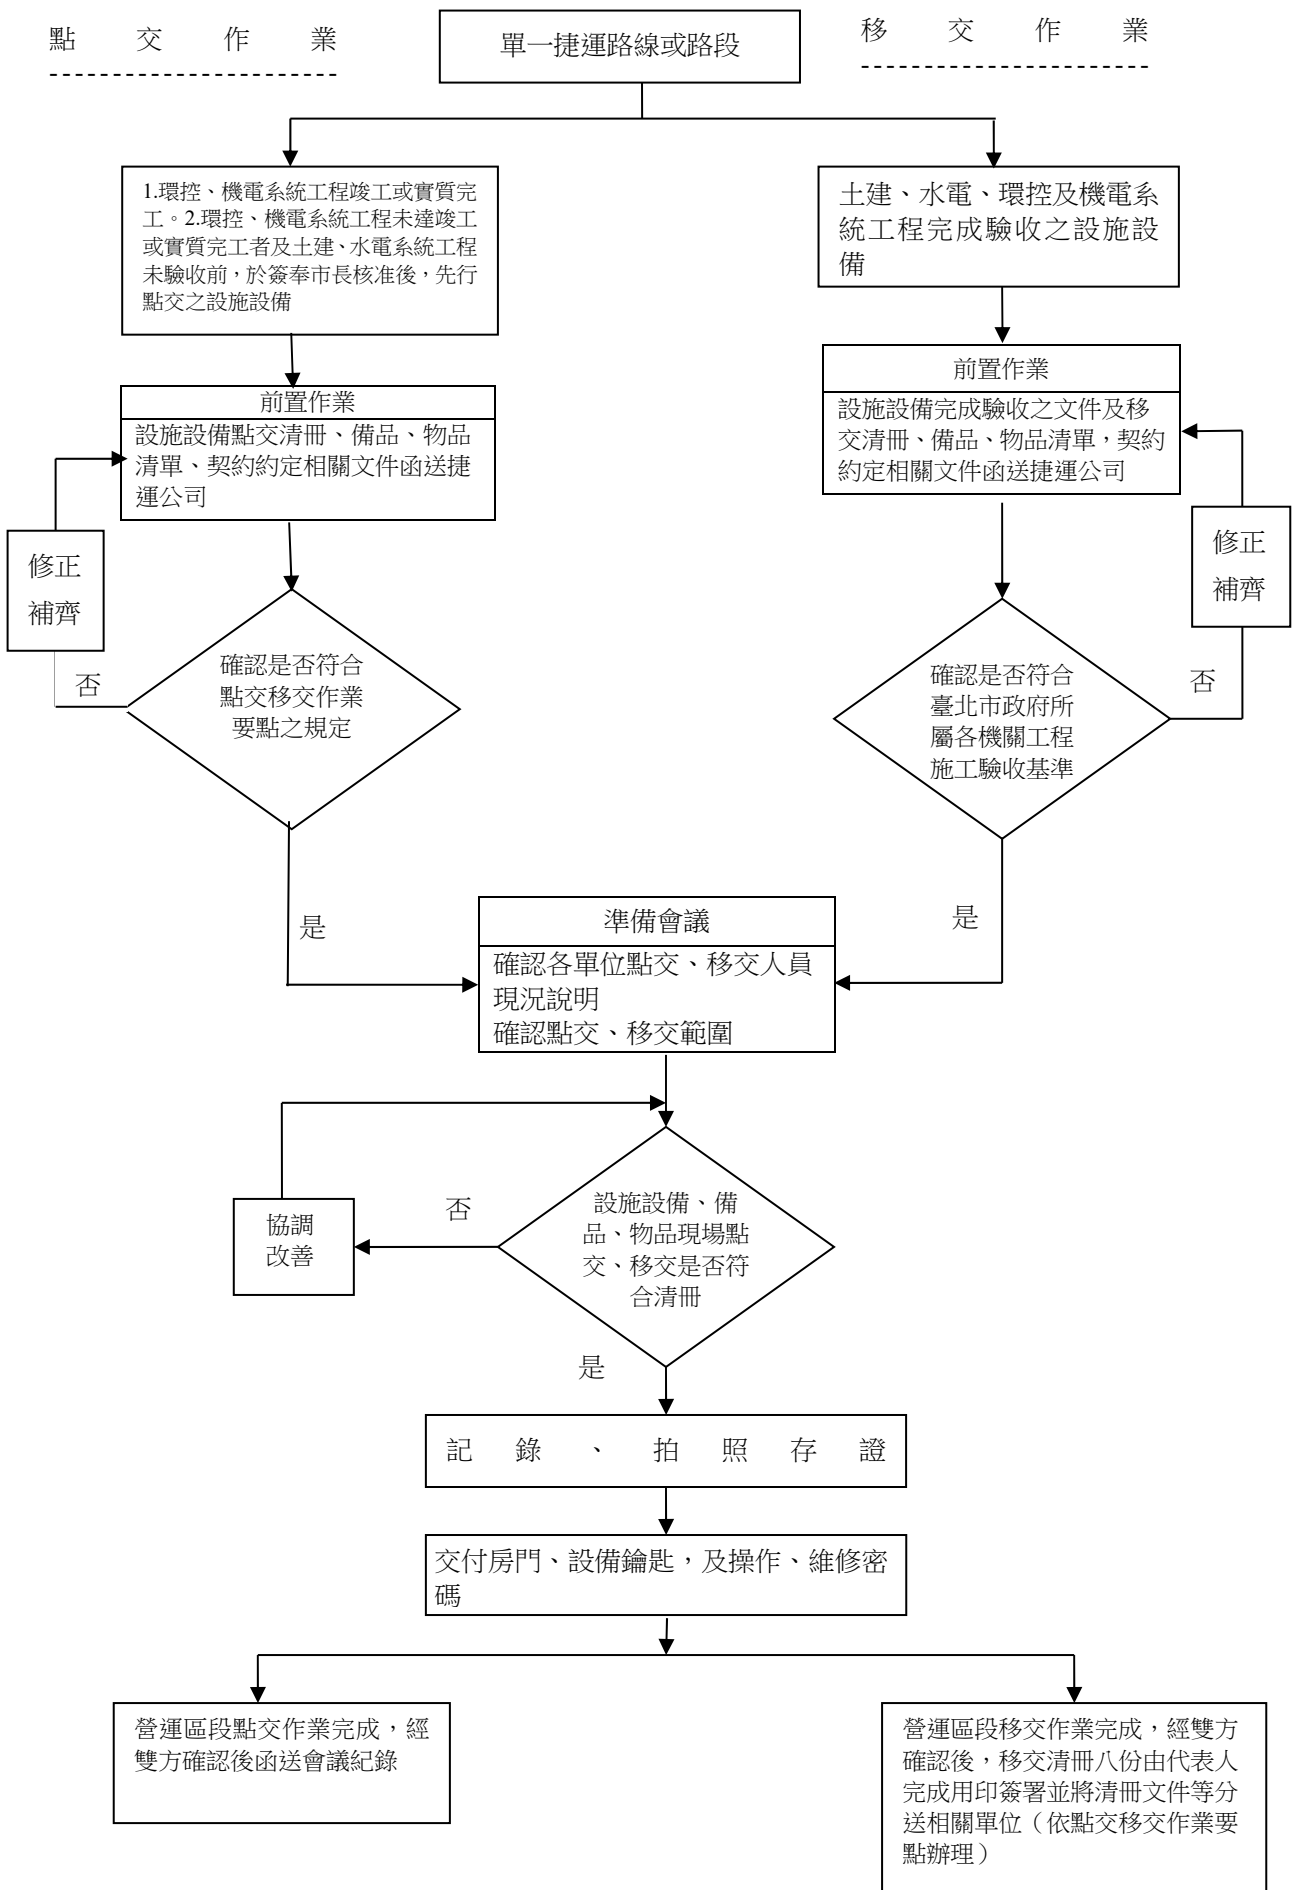 點交作業
單一捷運路線或路段
移交作業
1.環控、機電系統工程竣工或實質完
工。2.環控、機電系統工程未達竣工
或實質完工者及土建、水電系統工程
未驗收前，於簽奉市長核准後，先行
點交之設施設備
土建、水電、環控及機電系
統工程完成驗收之設施設
備
前置作業
設施設備點交清冊、備品、物品
清單、契約約定相關文件函送捷
運公司
前置作業
設施設備完成驗收之文件及移
交清冊、備品、物品清單，契約
約定相關文件函送捷運公司
修正
補齊
修正
補齊
確認是否符合
點交移交作業
要點之規定
否
確認是否符合
臺北市政府所
屬各機關工程
施工驗收基準
否
是
是
準備會議
確認各單位點交、移交人員
現況說明
確認點交、移交範圍
協調
改善
否
設施設備、備
品、物品現場點
交、移交是否符
合清冊
是
記錄、拍照存證
交付房門、設備鑰匙，及操作、維修密
碼
營運區段點交作業完成，經
雙方確認後函送會議紀錄
營運區段移交作業完成，經雙方
確認後，移交清冊八份由代表人
完成用印簽署並將清冊文件等分
送相關單位（依點交移交作業要
點辦理）